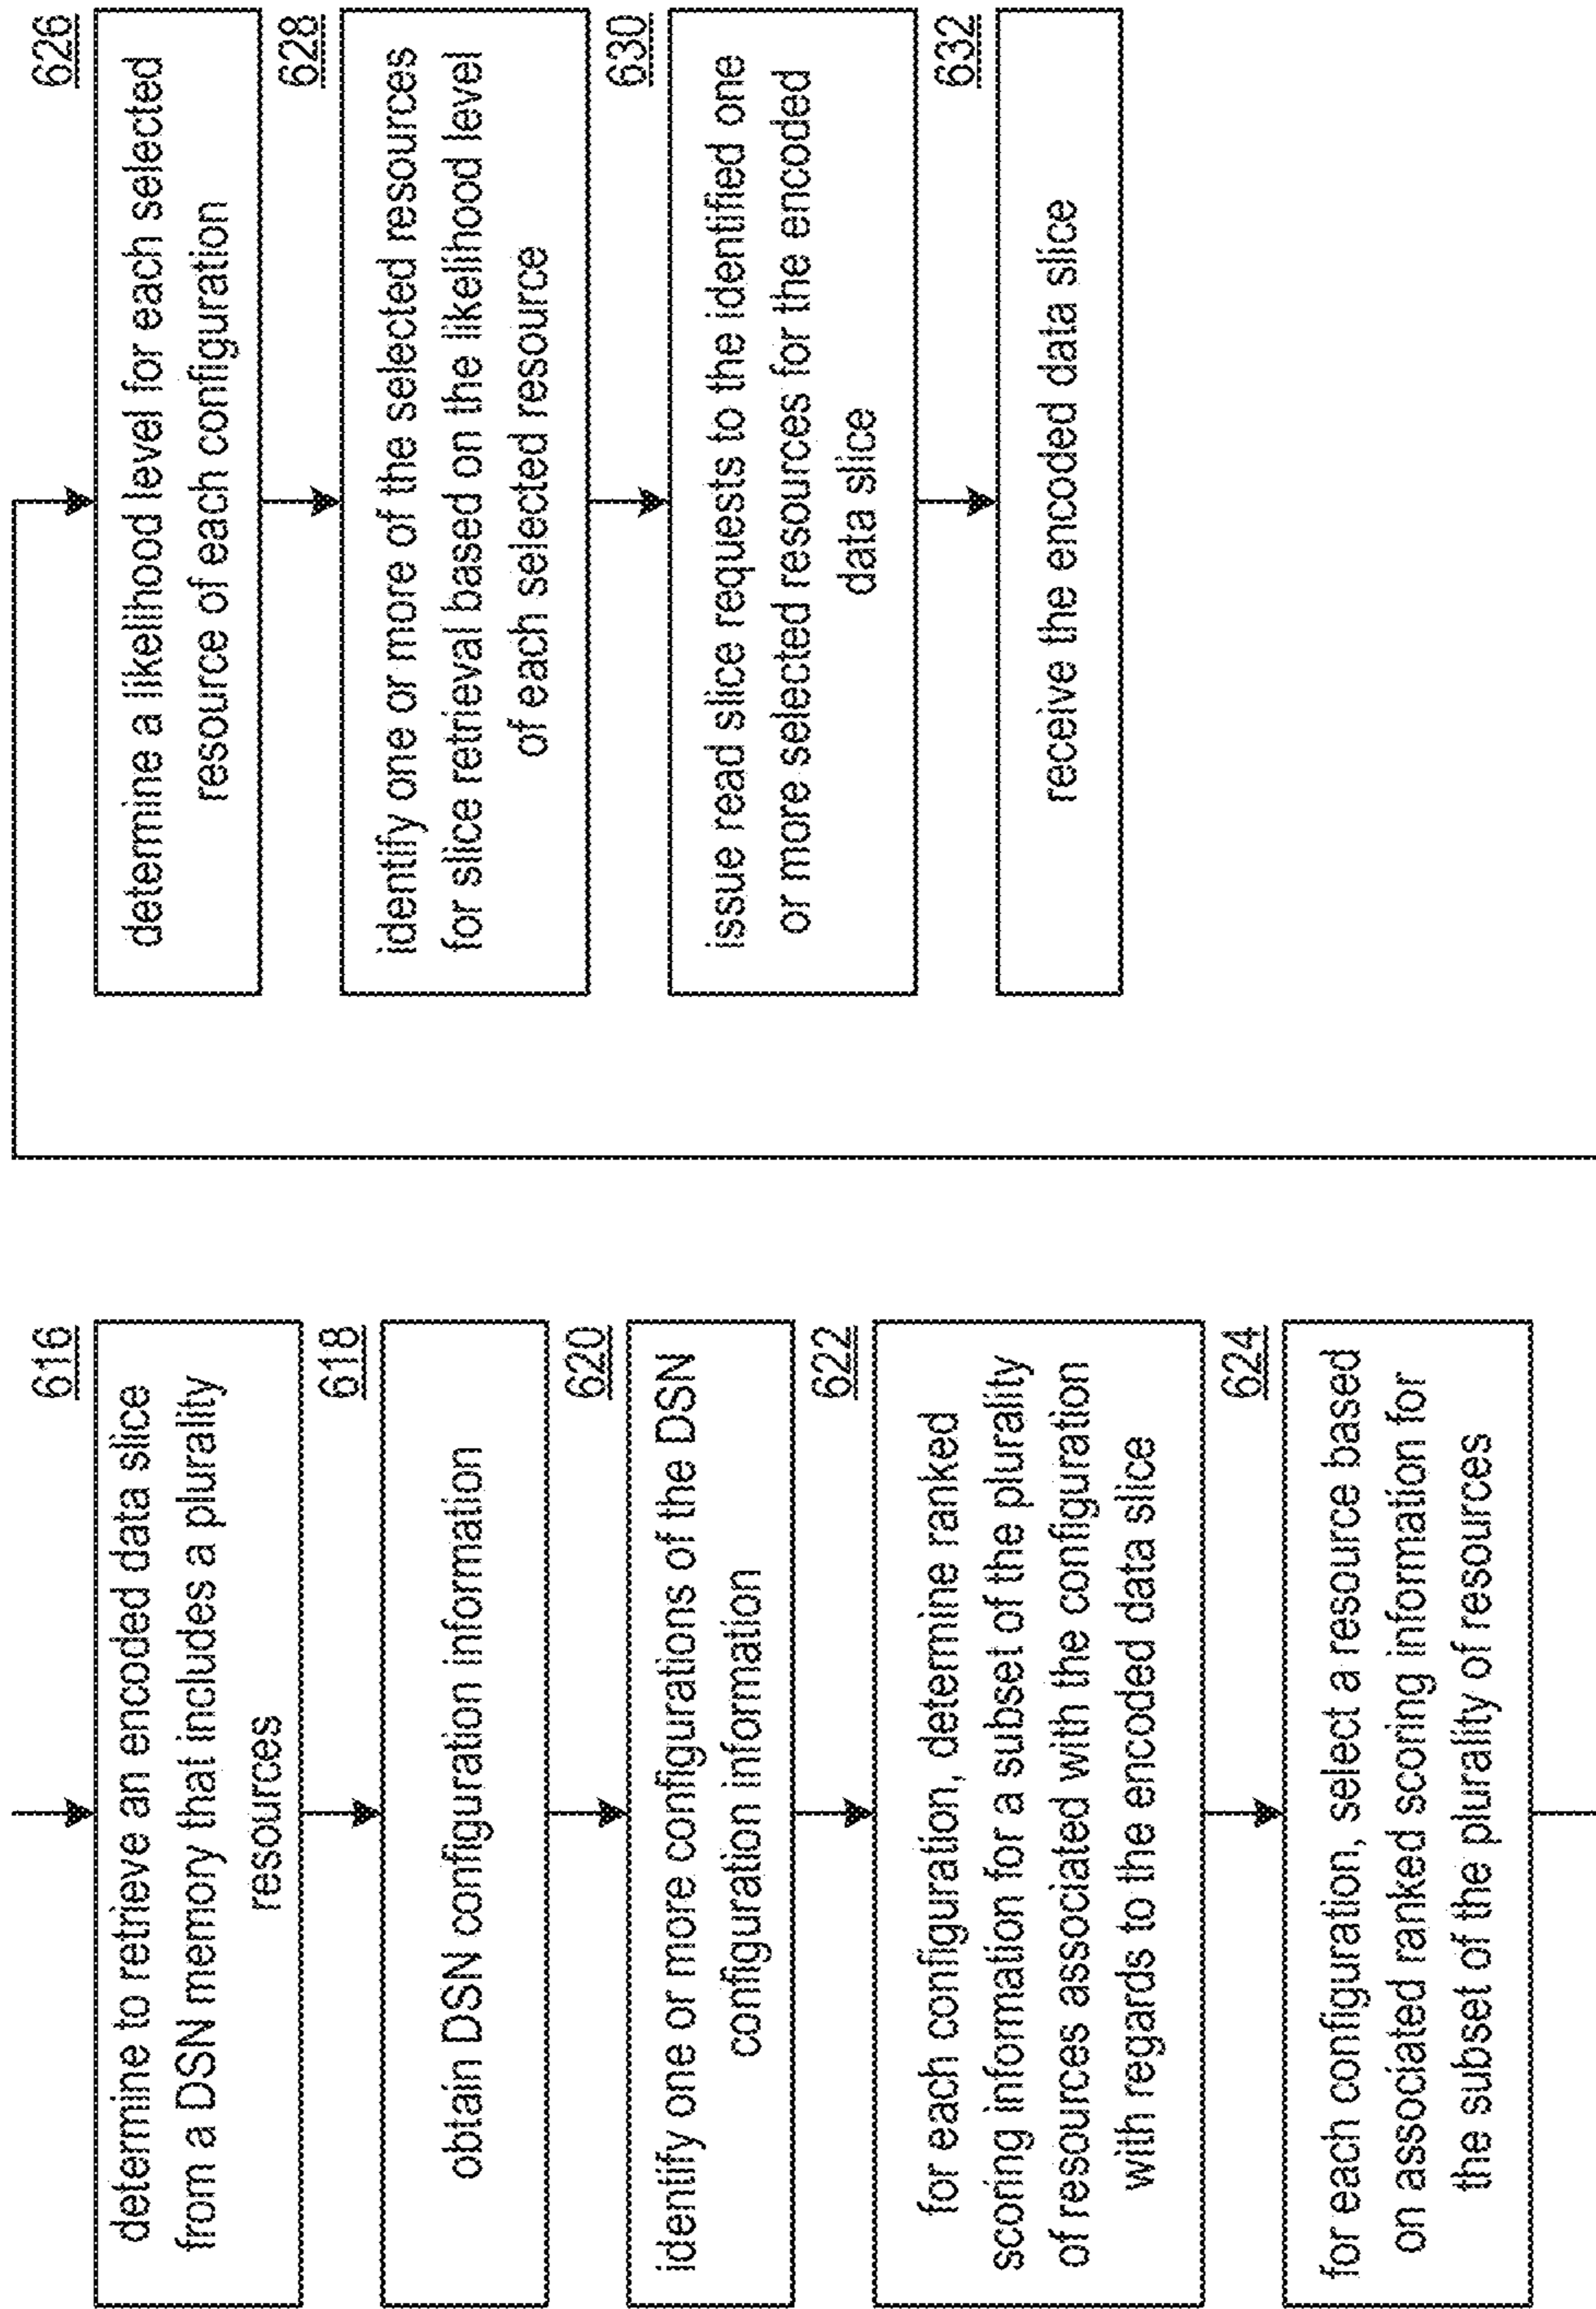 616
determine to retrieve an encoded data slice
from a DSN memory that includes a plurality
resources
618
obtain DSN configuration information
620
identify one or more configurations of the DSN
configuration information
622
for each configuration, determine ranked
scoring information for a subset of the plurality
of resources associated with the configuration
with regards to the encoded data slice
624
for each configuration, select a resource based
on associated ranked scoring information for
the subset of the plurality of resources
626
determine a likelihood level for each selected
resource of each configuration
628
identify one or more of the selected resources
for slice retrieval based on the likelihood level
of each selected resource
630
issue read slice requests to the identified one
or more selected resources for the encoded
data slice
632
receive the encoded data slice